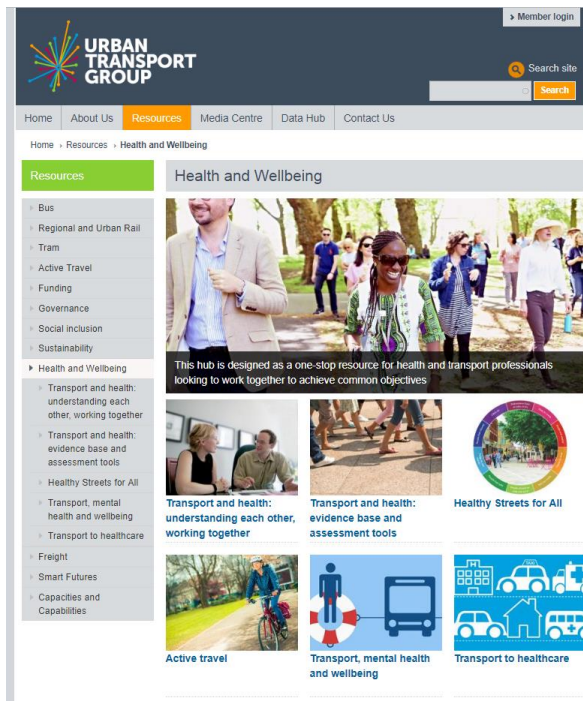 Member login
URBAN
TRANSPORT
GROUP
Search site
Search
Home
About Us
Resources
Media Centre
Data Hub
Contact Us
Home › Resources › Health and Wellbeing
Resources
Bus
Regional and Urban Rail
Tram
Active Travel
Funding
Governance
Social inclusion
Sustainability
Health and Wellbeing
Transport and health:
understanding each
other, working together
Transport and health:
evidence base and
assessment tools
Healthy Streets for All
Transport, mental
health and wellbeing
Transport to healthcare
Freight
Smart Futures
Capacities and
Capabilities
Health and Wellbeing
This hub is designed as a one-stop resource for health and transport professionals
looking to work together to achieve common objectives
Transport and health:
understanding each other,
working together
Transport and health:
evidence base and
assessment tools
Healthy Streets for All
Active travel
Transport, mental health
and wellbeing
Transport to healthcare